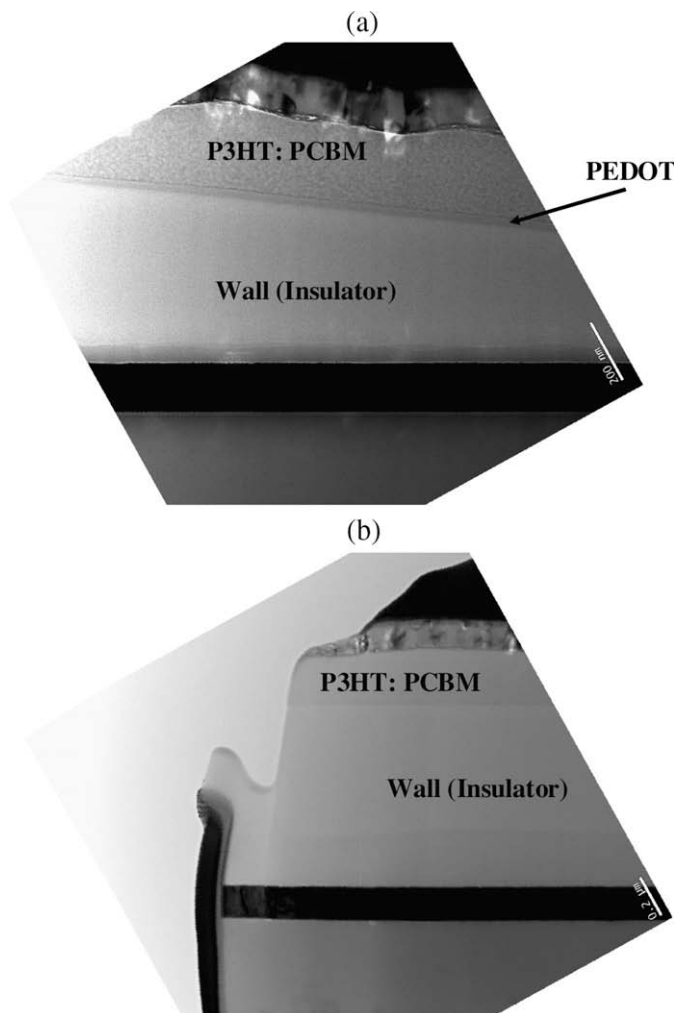 (a)
P3HT: PCBM
PEDOT
Wall (Insulator)
200 nm
(b)
P3HT: PCBM
Wall (Insulator)
0.2 μm